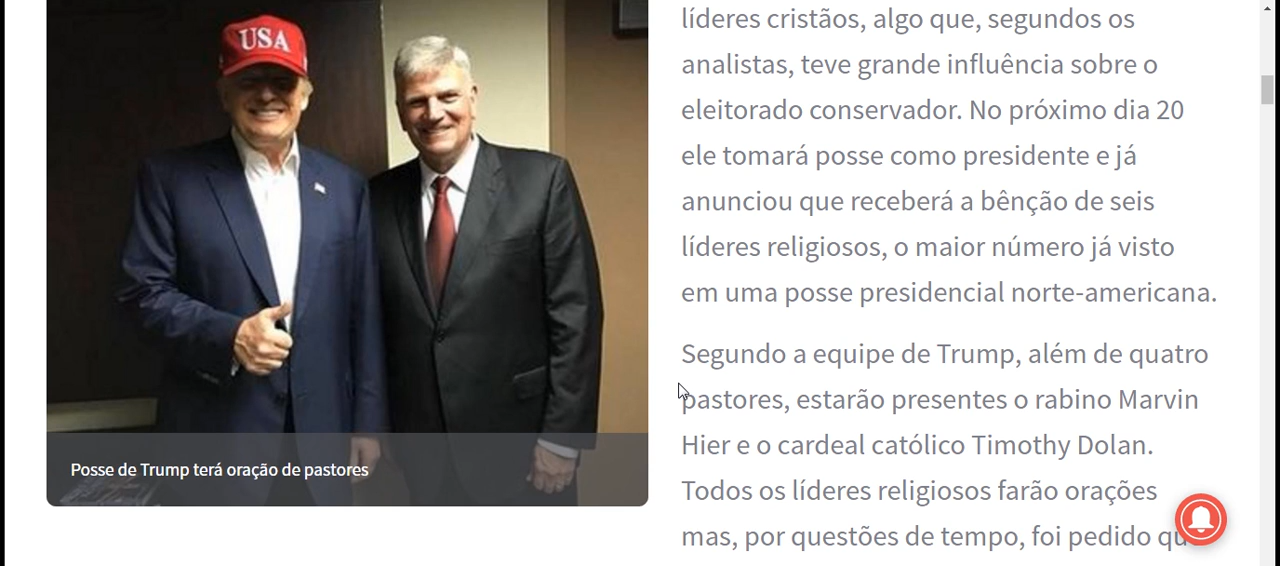 USA
Posse de Trump terá oração de pastores
líderes cristãos, algo que, segundos os
analistas, teve grande influência sobre o
eleitorado conservador. No próximo dia 20
ele tomará posse como presidente e já
anunciou que receberá a bênção de seis
líderes religiosos, o maior número já visto
em uma posse presidencial norte-americana.
Segundo a equipe de Trump, além de quatro
pastores, estarão presentes o rabino Marvin
Hier e o cardeal católico Timothy Dolan.
Todos os líderes religiosos farão orações
mas, por questões de tempo, foi pedido qu